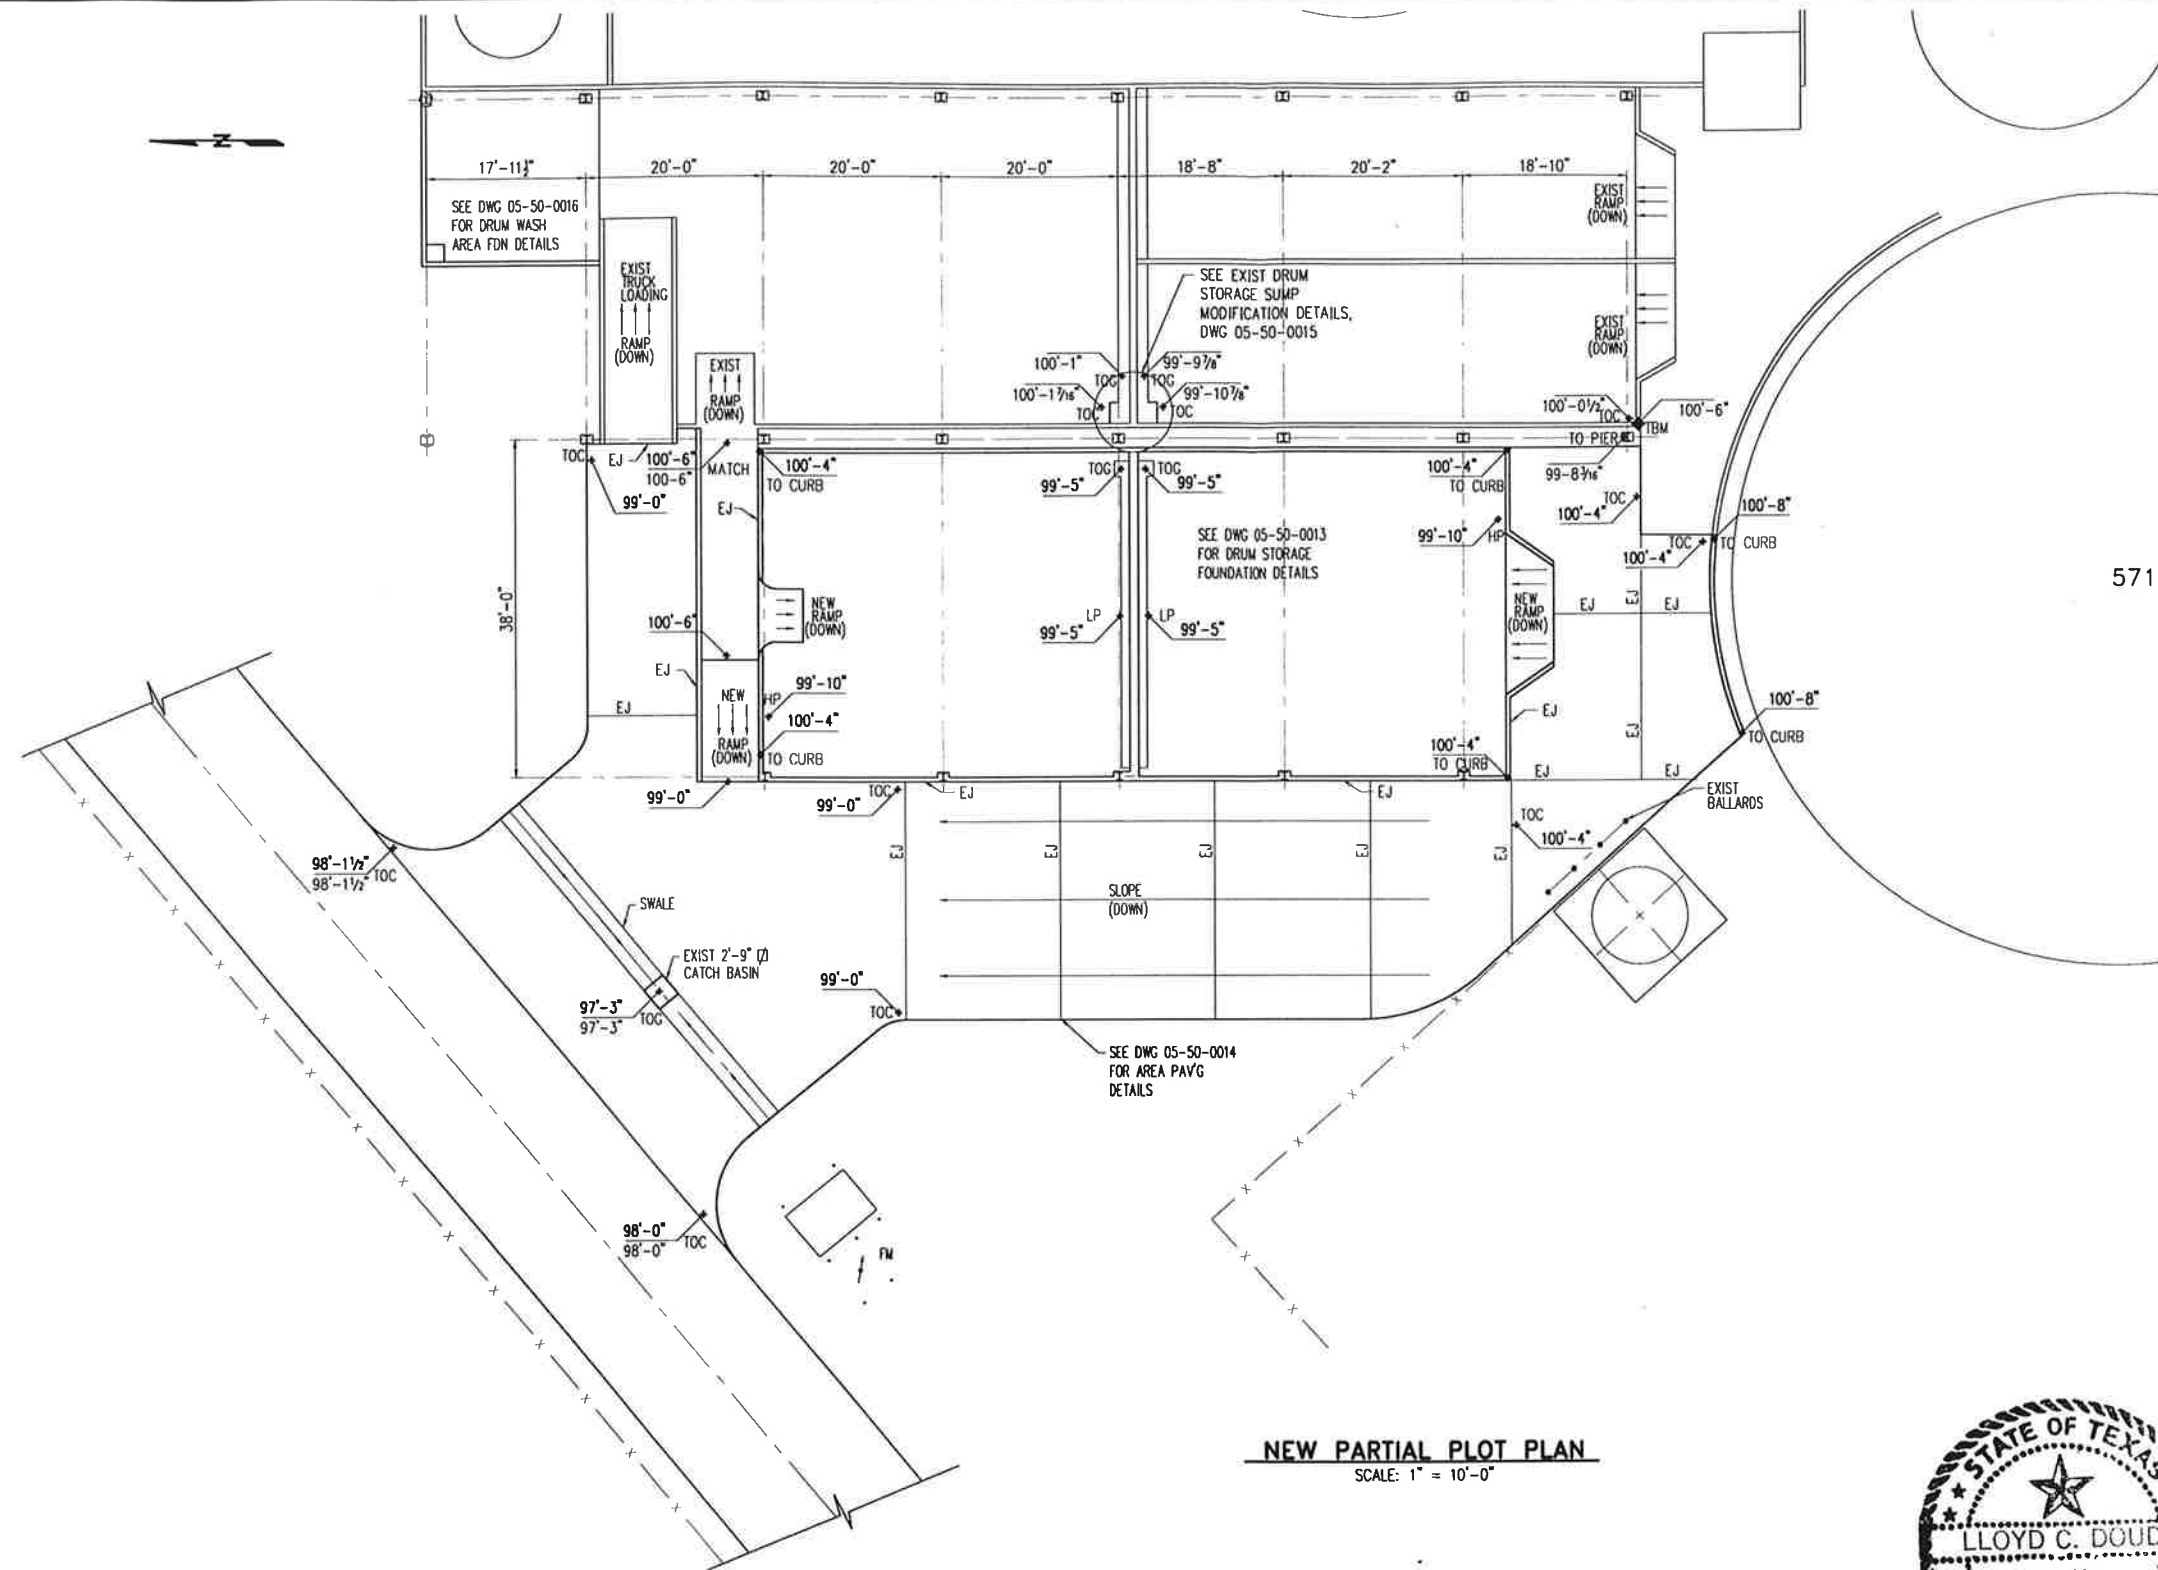 N
17'-11½"
20'-0"
20'-0"
20'-0"
18'-8"
20'-2"
18'-10"
SEE DWG 05-50-0016
FOR DRUM WASH
AREA FDN DETAILS
EXIST
TRUCK
LOADING
RAMP
(DOWN)
EXIST
RAMP
(DOWN)
SEE EXIST DRUM
STORAGE SUMP
MODIFICATION DETAILS,
DWG 05-50-0015
EXIST
RAMP
(DOWN)
EXIST
RAMP
(DOWN)
100'-1"
TOG
99'-9⅞"
TOG
100'-1 7/16"
TOC
99'-10⅞"
TOC
100'-0½"
TOC
100'-6"
TBM
TO PIER
99-8 3/16"
TOC
EJ
99'-0"
100'-6"
100-6"
MATCH
100'-4"
TO CURB
EJ
TOG
99'-5"
TOG
99'-5"
100'-4"
TO CURB
TOC
100'-4"
100'-8"
TO CURB
TOC
100'-4"
99'-10"
HP
SEE DWG 05-50-0013
FOR DRUM STORAGE
FOUNDATION DETAILS
571
38'-0"
NEW
RAMP
(DOWN)
NEW
RAMP
(DOWN)
EJ
EJ
EJ
100'-6"
LP
99'-5"
LP
99'-5"
EJ
NEW
RAMP
(DOWN)
HP
99'-10"
100'-4"
TO CURB
EJ
EJ
EJ
100'-8"
TO CURB
100'-4"
TO CURB
EJ
EJ
99'-0"
99'-0"
TOC
EJ
EJ
EXIST
BALLARDS
TOC
100'-4"
EJ
EJ
EJ
EJ
EJ
98'-1½"
98'-1½"
TOC
SWALE
SLOPE
(DOWN)
EXIST 2'-9"
CATCH BASIN
97'-3"
97'-3"
TOG
99'-0"
TOC
SEE DWG 05-50-0014
FOR AREA PAV'G
DETAILS
98'-0"
98'-0"
TOC
FM
NEW PARTIAL PLOT PLAN
SCALE: 1" = 10'-0"
STATE OF TEXAS
LLOYD C. DOUD